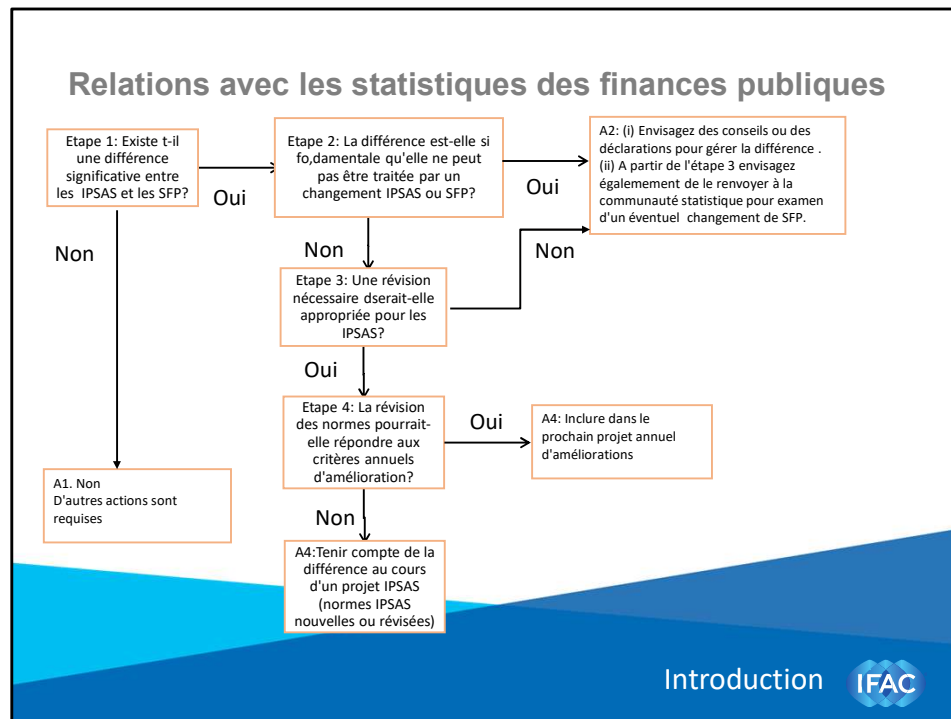 Relations avec les statistiques des finances publiques
Etape 1: Existe t-il
une différence
significative entre
les IPSAS et les SFP?
Oui
Etape 2: La différence est-elle si
fo,damentale qu'elle ne peut
pas être traitée par un
changement IPSAS ou SFP?
Oui
A2: (i) Envisagez des conseils ou des
déclarations pour gérer la différence .
(ii) A partir de l'étape 3 envisagez
égalemement de le renvoyer à la
communauté statistique pour examen
d'un éventuel changement de SFP.
Non
Non
Non
Etape 3: Une révision
nécessaire dserait-elle
appropriée pour les
IPSAS?
Oui
Etape 4: La révision
des normes pourrait-
elle répondre aux
critères annuels
d'amélioration?
Oui
A4: Inclure dans le
prochain projet annuel
d'améliorations
A1. Non
D'autres actions sont
requises
Non
A4:Tenir compte de la
différence au cours
d'un projet IPSAS
(normes IPSAS
nouvelles ou révisées)
Introduction
IFAC